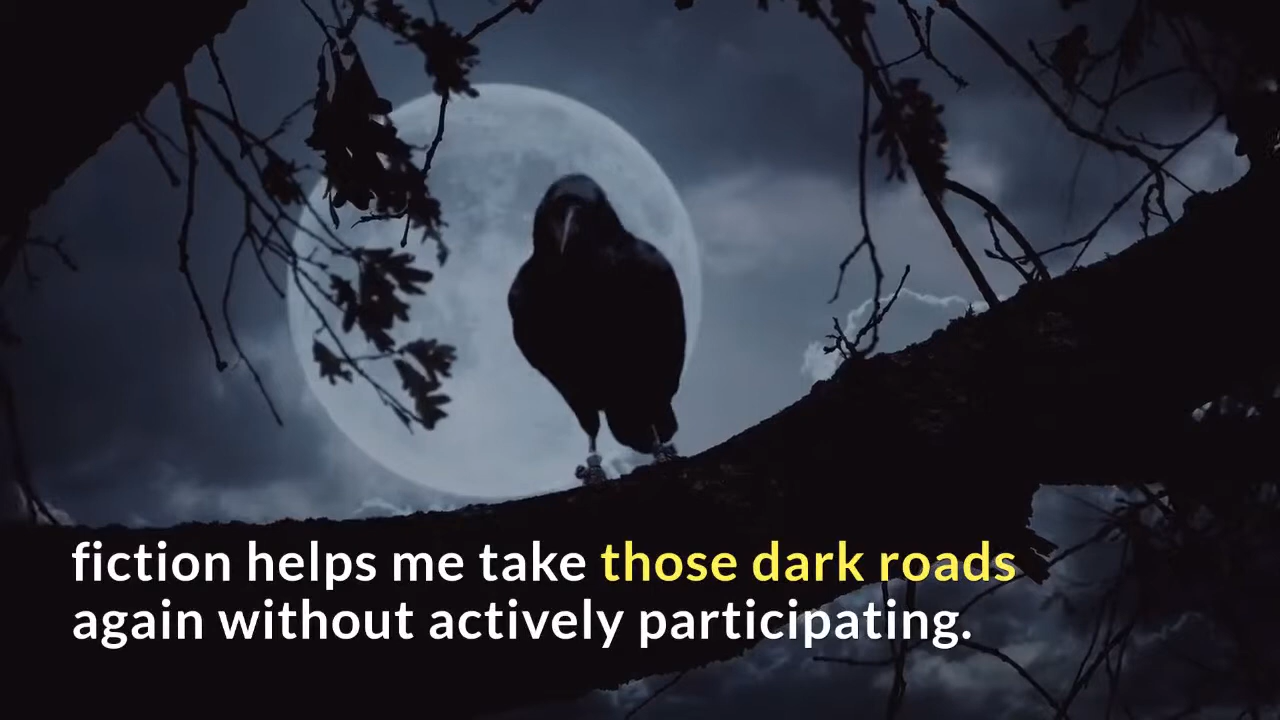 fiction helps me take those dark roads
again without actively participating.